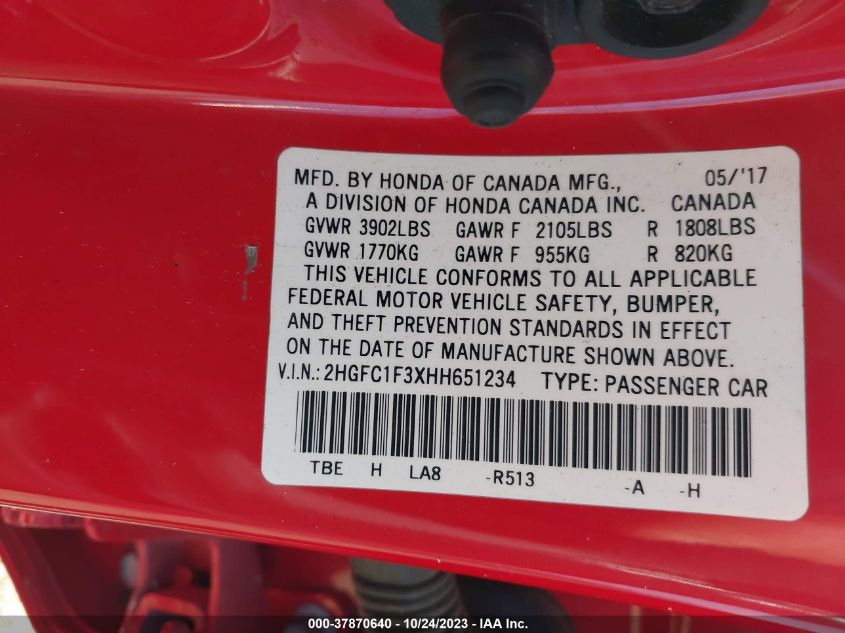 MFD. BY HONDA OF CANADA MFG., 05/'17
A DIVISION OF HONDA CANADA INC. CANADA
GVWR 3902LBS GAWR F 2105LBS R 1808LBS
GVWR 1770KG GAWR F 955KG R 820KG
THIS VEHICLE CONFORMS TO ALL APPLICABLE
FEDERAL MOTOR VEHICLE SAFETY, BUMPER,
AND THEFT PREVENTION STANDARDS IN EFFECT
ON THE DATE OF MANUFACTURE SHOWN ABOVE.
V.I.N.: 2HGFC1F3XHH651234 TYPE: PASSENGER CAR
TBE H LA8 -R513 -A -H
000-37870640 - 10/24/2023 - IAA Inc.